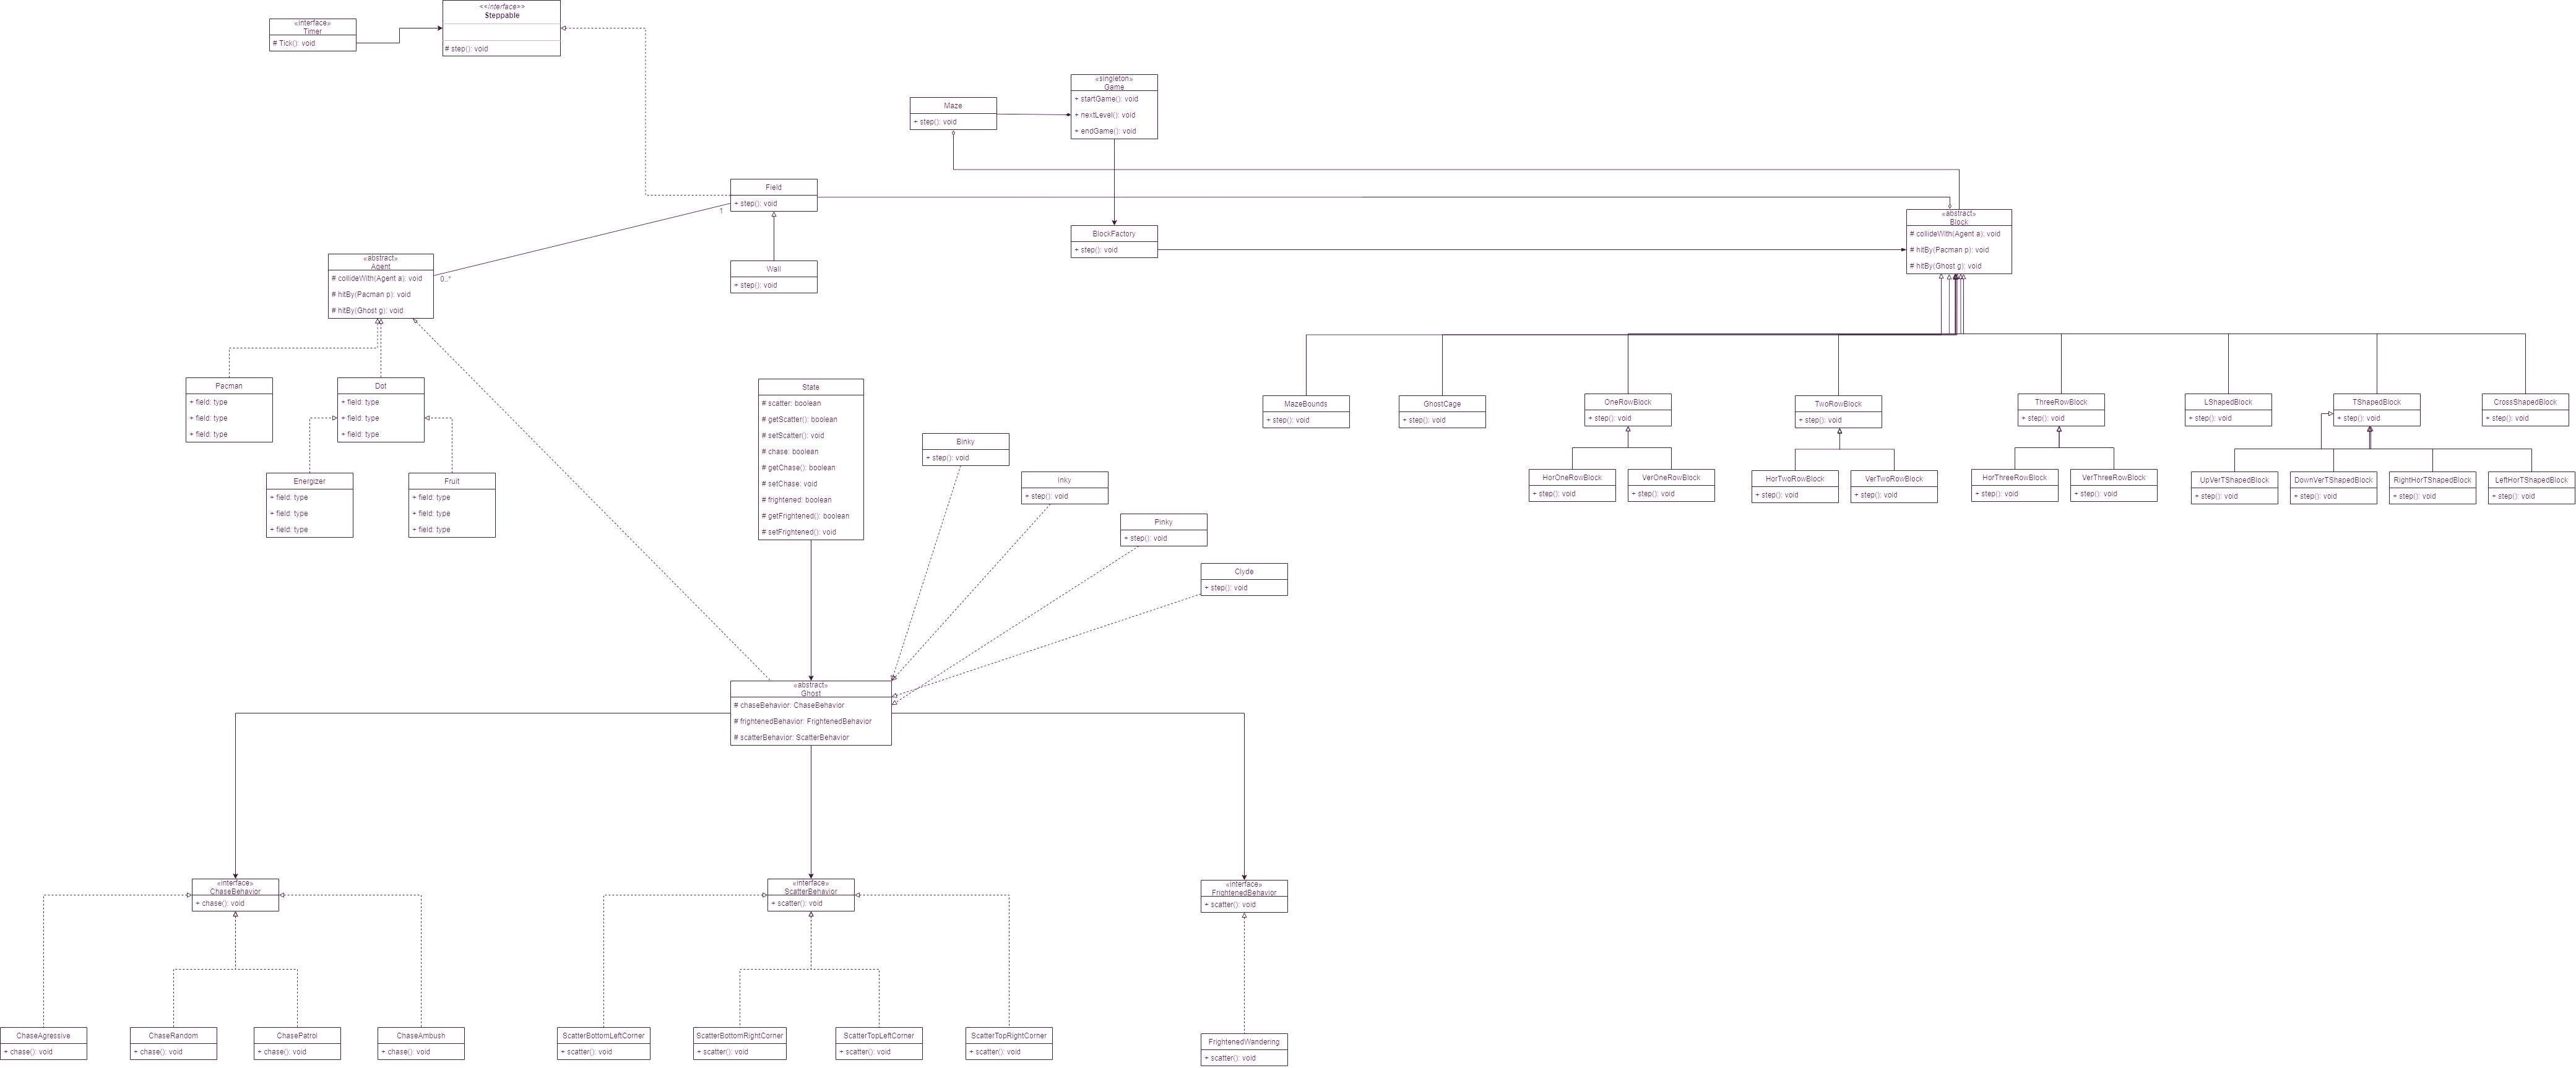 «interface»
Timer
# Tick(): void
<<interface>>
Steppable
# step(): void
«singleton»
Game
+ startGame(): void
+ nextLevel(): void
+ endGame(): void
Maze
+ step(): void
Field
+ step(): void
1
0..*
Wall
+ step(): void
BlockFactory
+ step(): void
«abstract»
Block
# collideWith(Agent a): void
# hitBy(Pacman p): void
# hitBy(Ghost g): void
«abstract»
Agent
# collideWith(Agent a): void
# hitBy(Pacman p): void
# hitBy(Ghost g): void
Pacman
+ field: type
+ field: type
+ field: type
Dot
+ field: type
+ field: type
+ field: type
Energizer
+ field: type
+ field: type
+ field: type
Fruit
+ field: type
+ field: type
+ field: type
State
# scatter: boolean
# getScatter(): boolean
# setScatter(): void
# chase: boolean
# getChase(): boolean
# setChase: void
# frightened: boolean
# getFrightened(): boolean
# setFrightened(): void
Binky
+ step(): void
Inky
+ step(): void
Pinky
+ step(): void
Clyde
+ step(): void
MazeBounds
+ step(): void
GhostCage
+ step(): void
OneRowBlock
+ step(): void
TwoRowBlock
+ step(): void
ThreeRowBlock
+ step(): void
LShapedBlock
+ step(): void
TShapedBlock
+ step(): void
CrossShapedBlock
+ step(): void
HorOneRowBlock
+ step(): void
VerOneRowBlock
+ step(): void
HorTwoRowBlock
+ step(): void
VerTwoRowBlock
+ step(): void
HorThreeRowBlock
+ step(): void
VerThreeRowBlock
+ step(): void
UpVerTShapedBlock
+ step(): void
DownVerTShapedBlock
+ step(): void
RightHorTShapedBlock
+ step(): void
LeftHorTShapedBlock
+ step(): void
«abstract»
Ghost
# chaseBehavior: ChaseBehavior
# frightenedBehavior: FrightenedBehavior
# scatterBehavior: ScatterBehavior
«interface»
ChaseBehavior
+ chase(): void
«interface»
ScatterBehavior
+ scatter(): void
«interface»
FrightenedBehavior
+ scatter(): void
ChaseAgressive
+ chase(): void
ChaseRandom
+ chase(): void
ChasePatrol
+ chase(): void
ChaseAmbush
+ chase(): void
ScatterBottomLeftCorner
+ scatter(): void
ScatterBottomRightCorner
+ scatter(): void
ScatterTopLeftCorner
+ scatter(): void
ScatterTopRightCorner
+ scatter(): void
FrightenedWandering
+ scatter(): void